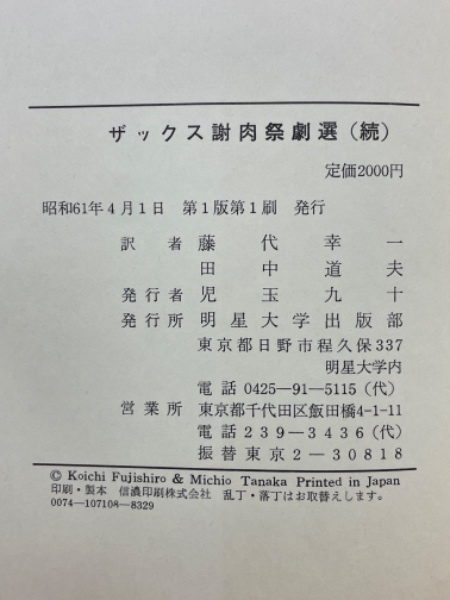 ザックス謝肉祭劇選（続）
定価2000円
昭和61年4月1日　第1版第1刷　発行
訳者　藤代幸一
田中道夫
発行者　児玉九十
発行所　明星大学出版部
東京都日野市程久保337
明星大学内
電話 0425―91―5115（代）
営業所　東京都千代田区飯田橋4-1-11
電話 239―3436（代）
振替東京2―30818
© Koichi Fujishiro & Michio Tanaka Printed in Japan
印刷・製本　信濃印刷株式会社　乱丁・落丁はお取替えします。
0074―107108―8329